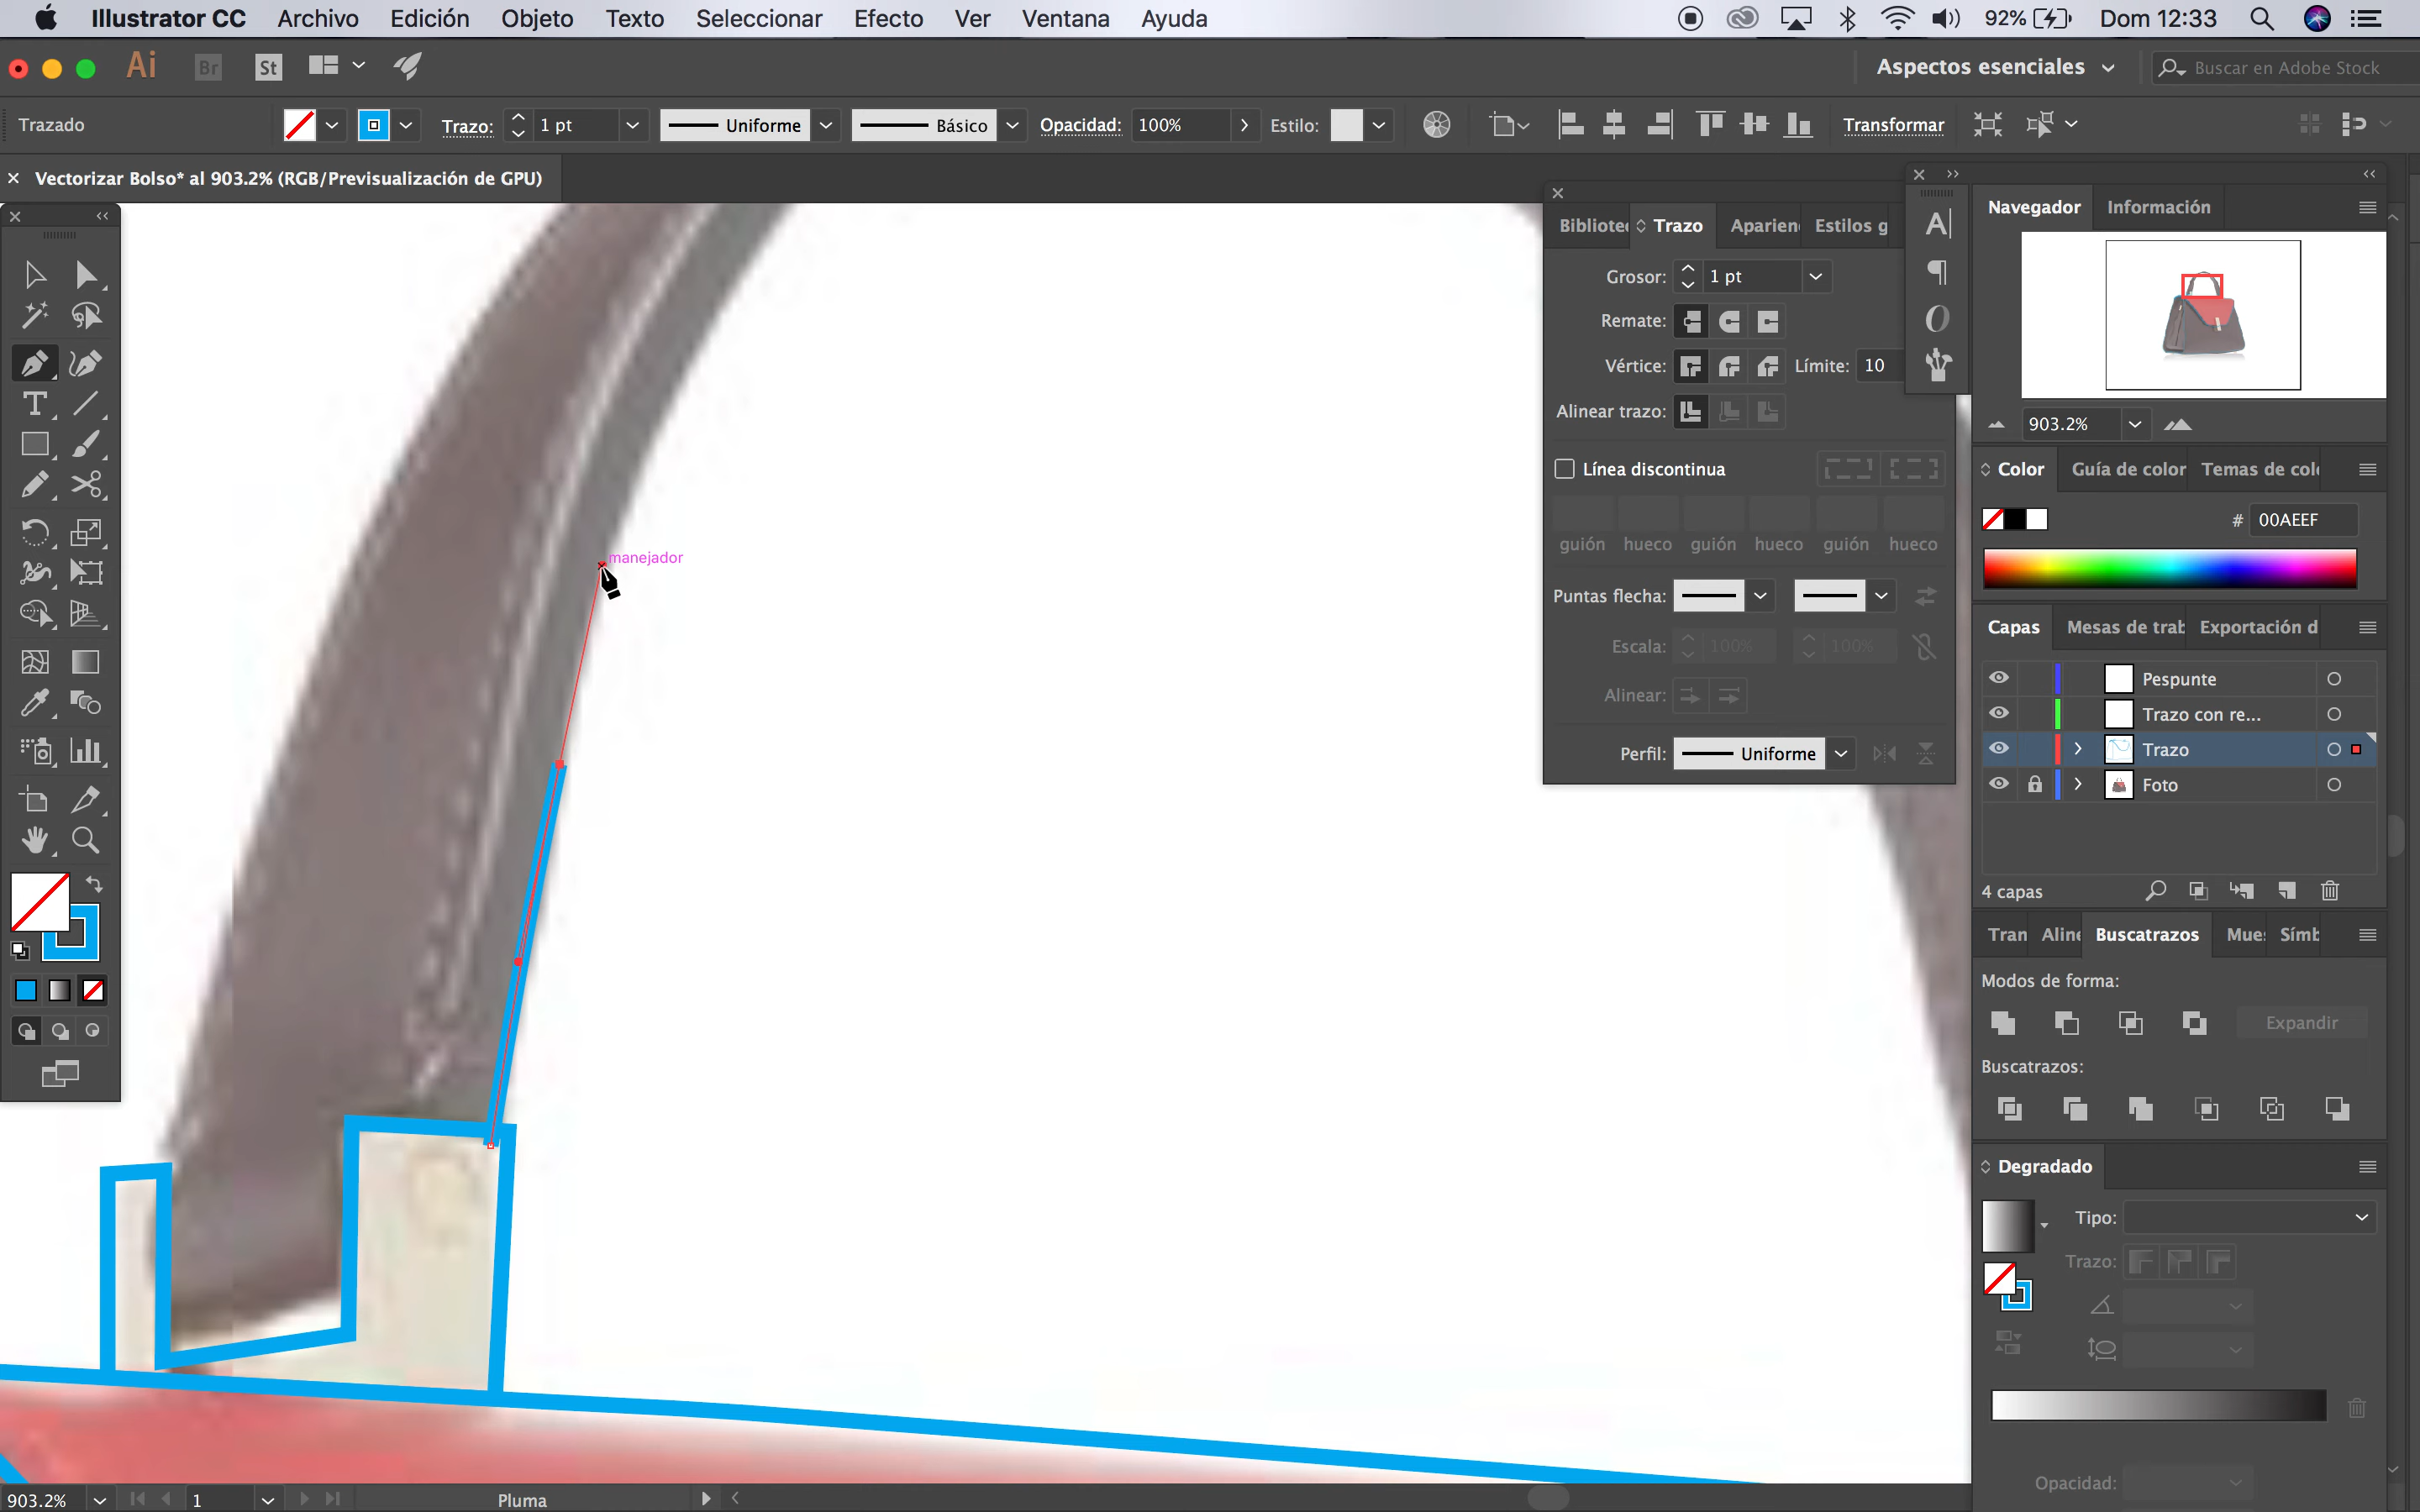 Illustrator CC Archivo Edición Objeto Texto Seleccionar Efecto Ver Ventana Ayuda 92% Dom 12:33
Ai Br St Aspectos esenciales Buscar en Adobe Stock
Trazado Trazo: 1 pt Uniforme Básico Opacidad: 100% Estilo: Transformar
Vectorizar Bolso* al 903.2% (RGB/Previsualización de GPU)
Bibliote Trazo Aparien Estilos g
Grosor: 1 pt
Remate:
Vértice: Límite: 10
Alinear trazo:
Línea discontinua
guión hueco guión hueco guión hueco
Puntas flecha:
Escala: 100% 100%
Alinear:
Perfil: Uniforme
manejador
Navegador Información
903.2%
Color Guía de color Temas de col
# 00AEEF
Capas Mesas de trab Exportación d
Pespunte
Trazo con re...
Trazo
Foto
4 capas
Tran Aline Buscatrazos Mues Símb
Modos de forma:
Expandir
Buscatrazos:
Degradado
Tipo:
Trazo:
Opacidad:
903.2% 1 Pluma